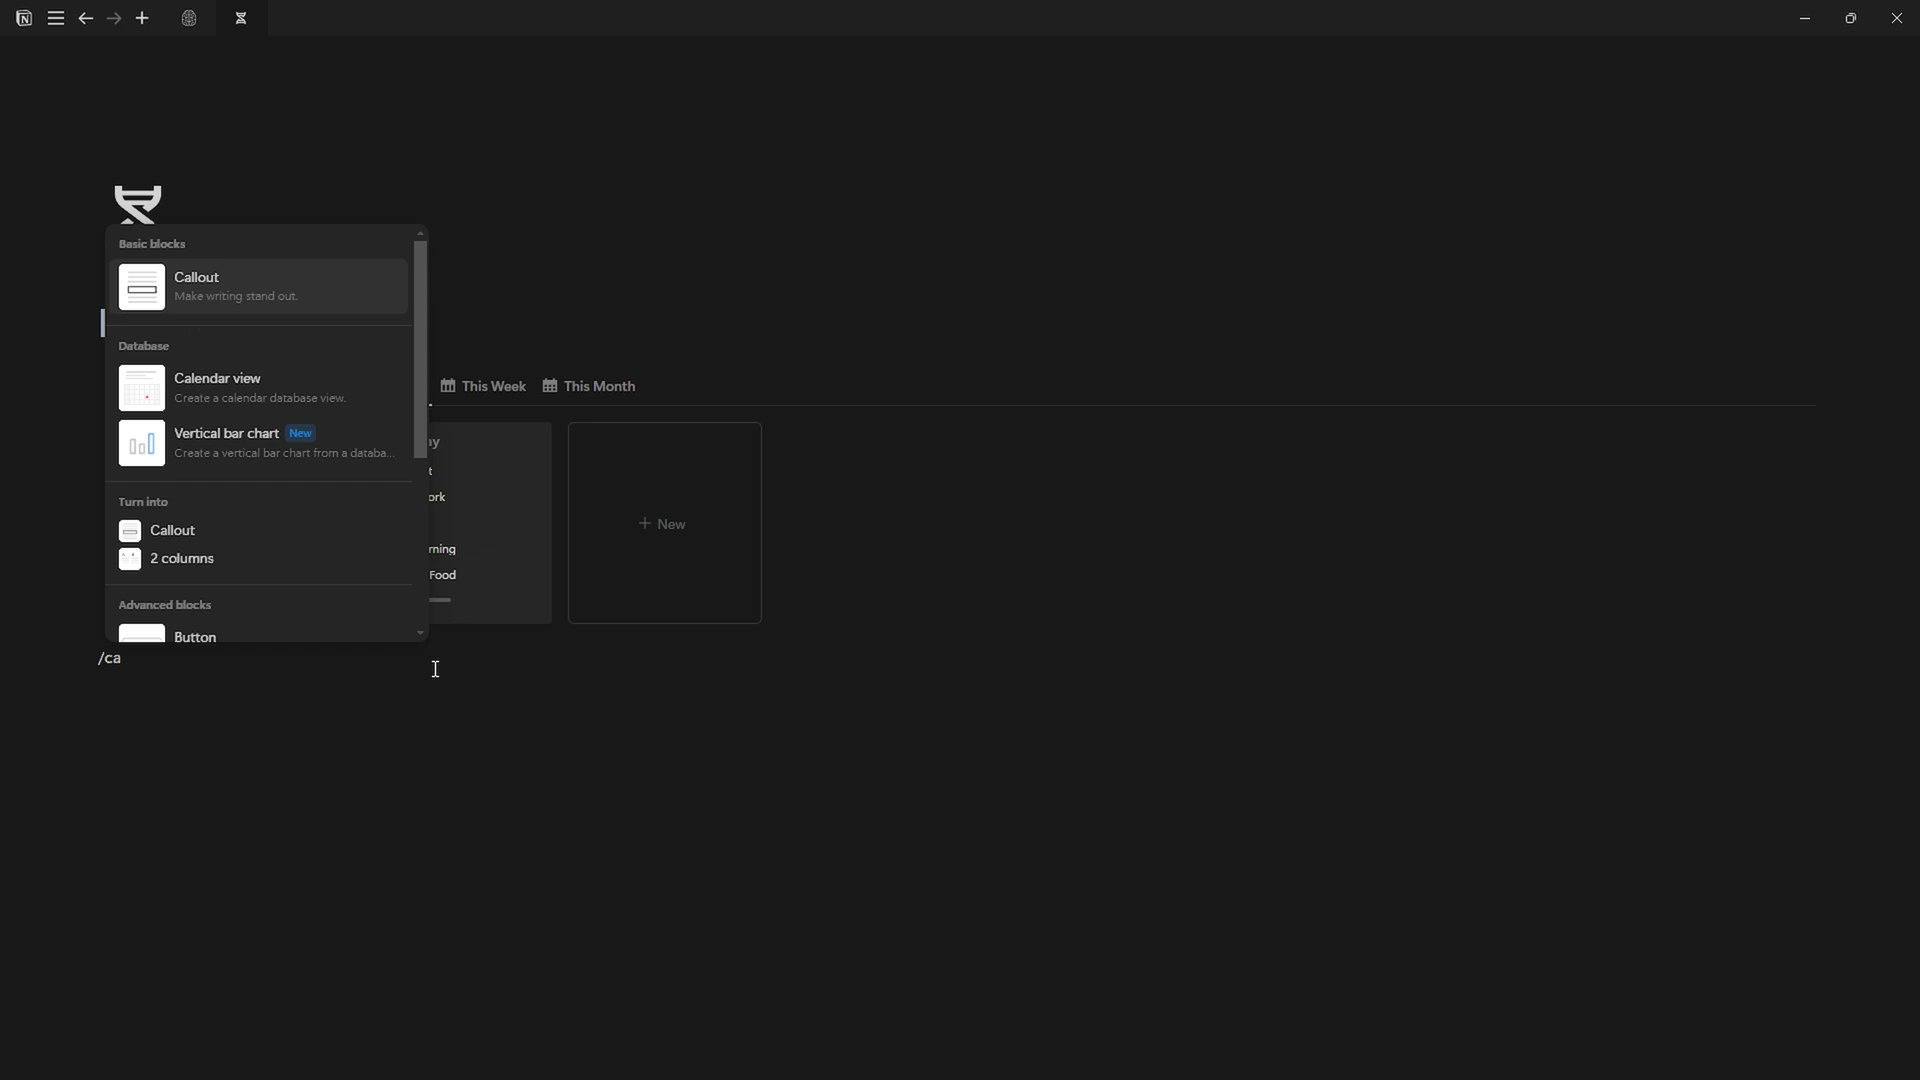 Basic blocks
Callout
Make writing stand out.
Database
Calendar view
Create a calendar database view.
Vertical bar chart New
Create a vertical bar chart from a databa...
Turn into
Callout
2 columns
Advanced blocks
Button
This Week
This Month
ay
t
ork
rning
Food
+ New
/ca